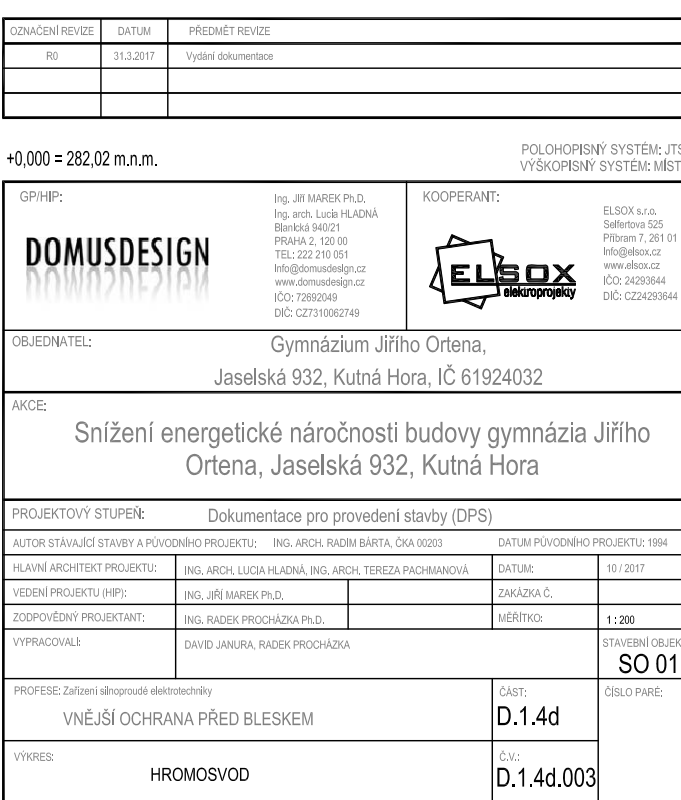 OZNAČENÍ REVÍZE DATUM PŘEDMĚT REVÍZE
R0 31.3.2017 Vydání dokumentace
+0,000 = 282,02 m.n.m.
POLOHOPISNÝ SYSTÉM: JTS
VÝŠKOPISNÝ SYSTÉM: MÍST
GP/HIP:
DOMUSDESIGN
Ing. Jiří MAREK Ph.D.
Ing. arch. Lucia HLADNÁ
Blanická 940/21
PRAHA 2, 120 00
TEL: 222 210 051
info@domusdesign.cz
www.domusdesign.cz
IČO: 72692049
DIČ: CZ7310062749
KOOPERANT:
ELSOX
elektroprojekty
ELSOX s.r.o.
Selfertova 525
Příbram 7, 261 01
info@elsox.cz
www.elsox.cz
IČO: 24293644
DIČ: CZ24293644
OBJEDNATEL:
Gymnázium Jiřího Ortena,
Jaselská 932, Kutná Hora, IČ 61924032
AKCE:
Snížení energetické náročnosti budovy gymnázia Jiřího
Ortena, Jaselská 932, Kutná Hora
PROJEKTOVÝ STUPEŇ: Dokumentace pro provedení stavby (DPS)
AUTOR STÁVAJÍCÍ STAVBY A PŮVODNÍHO PROJEKTU: ING. ARCH. RADIM BÁRTA, ČKA 00203 DATUM PŮVODNÍHO PROJEKTU: 1994
HLAVNÍ ARCHITEKT PROJEKTU: ING. ARCH. LUCIA HLADNÁ, ING. ARCH. TEREZA PACHMANOVÁ DATUM: 10 / 2017
VEDENÍ PROJEKTU (HIP): ING. JIŘÍ MAREK Ph.D. ZAKÁZKA Č.
ZODPOVĚDNÝ PROJEKTANT: ING. RADEK PROCHÁZKA Ph.D. MĚŘÍTKO: 1 : 200
VYPRACOVALI: DAVID JANURA, RADEK PROCHÁZKA
STAVEBNÍ OBJEK
SO 01
PROFESE: Zařízení silnoproudé elektrotechniky
VNĚJŠÍ OCHRANA PŘED BLESKEM
ČÁST:
D.1.4d
ČÍSLO PARÉ:
VÝKRES:
HROMOSVOD
Č.V.:
D.1.4d.003